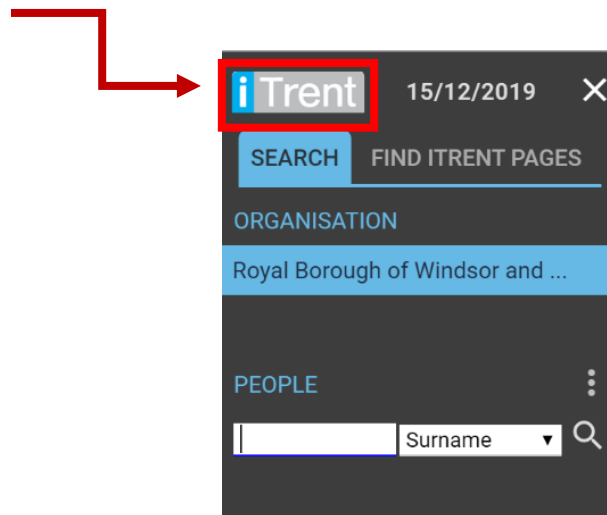 iTrent 15/12/2019
SEARCH FIND ITRENT PAGES
ORGANISATION
Royal Borough of Windsor and ...
PEOPLE
Surname